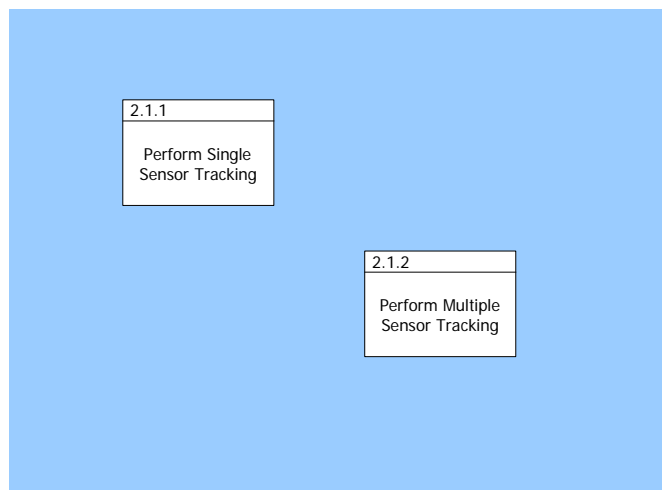 2.1.1
Perform Single
Sensor Tracking
2.1.2
Perform Multiple
Sensor Tracking